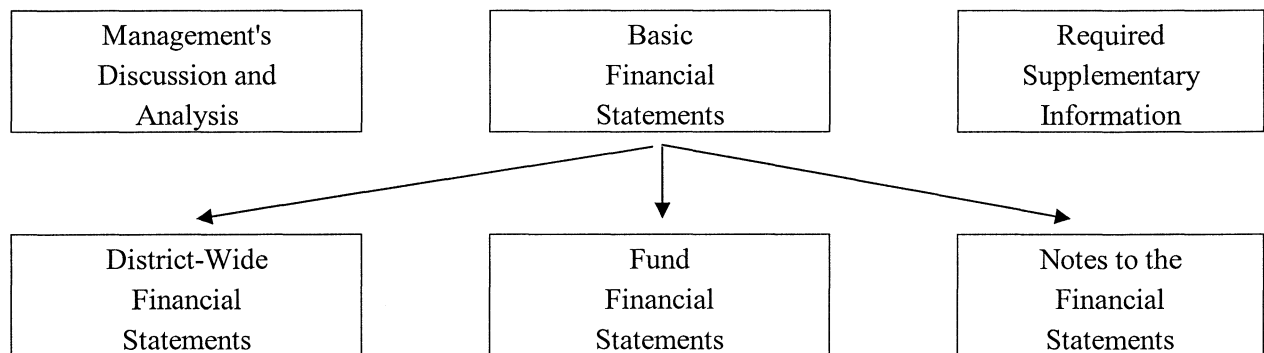 Management's
Discussion and
Analysis
Basic
Financial
Statements
Required
Supplementary
Information
District-Wide
Financial
Statements
Fund
Financial
Statements
Notes to the
Financial
Statements